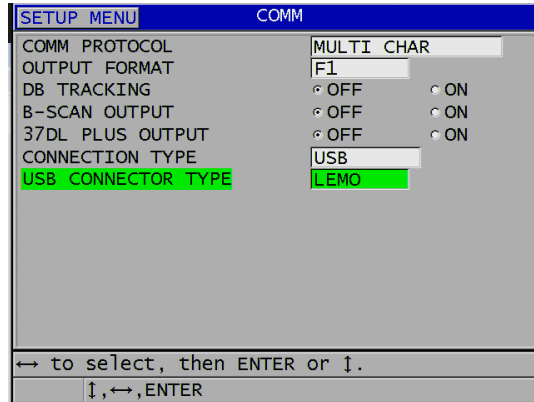 SETUP MENU COMM
COMM PROTOCOL MULTI CHAR
OUTPUT FORMAT F1
DB TRACKING OFF ON
B-SCAN OUTPUT OFF ON
37DL PLUS OUTPUT OFF ON
CONNECTION TYPE USB
USB CONNECTOR TYPE LEMO
↔ to select, then ENTER or ↕.
↕,↔,ENTER